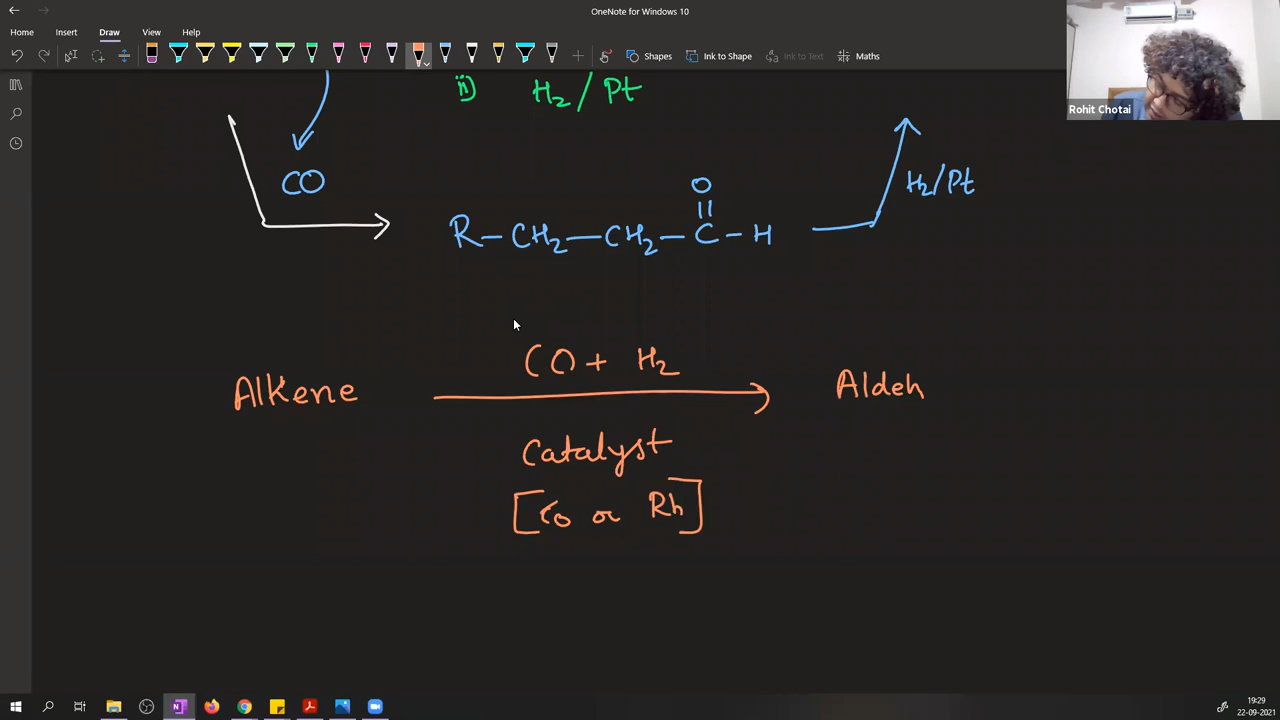 OneNote for Windows 10
Home Insert Draw View Help
Shapes Ink to Shape Ink to Text Maths
Rohit Chotai
ii) H2 / Pt
CO
H2/Pt
O
||
R-CH2-CH2-C-H
CO + H2
Alkene Aldeh
Catalyst
[Co or Rh]
19:29
22-09-2021